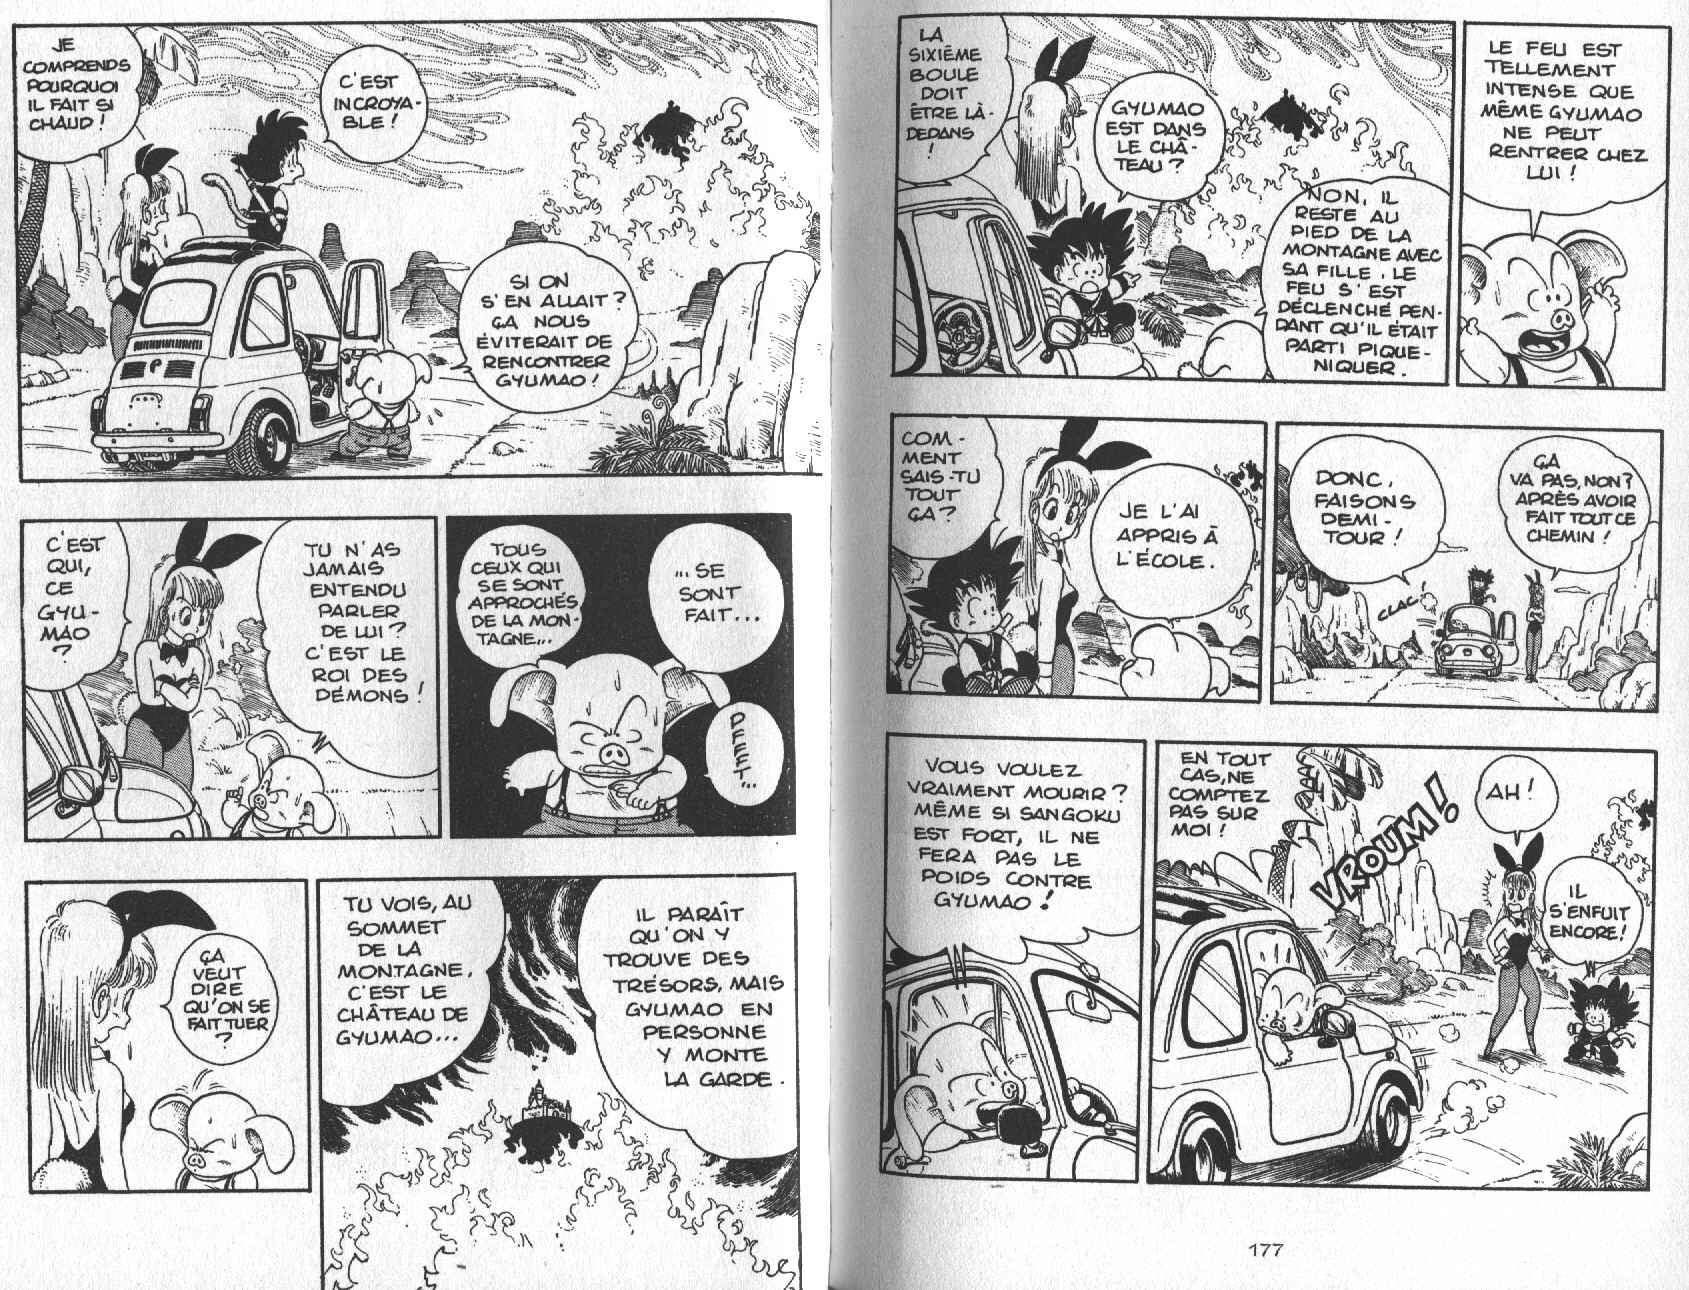 JE
COMPRENDS
POURQUOI
IL FAIT SI
CHAUD!
C'EST
INCROYA-
BLE!
SI ON
S'EN ALLAIT?
ÇA NOUS
ÉVITERAIT DE
RENCONTRER
GYUMAO!
C'EST
QUI,
CE
GYU-
MAO
?
TU N'AS
JAMAIS
ENTENDU
PARLER
DE LUI?
C'EST LE
ROI DES
DÉMONS!
TOUS
CEUX QUI
SE SONT
APPROCHÉS
DE LA MON-
TAGNE...
...SE
SONT
FAIT...
ÇA
VEUT
DIRE
QU'ON SE
FAIT TUER
?
TU VOIS, AU
SOMMET
DE LA
MONTAGNE,
C'EST LE
CHÂTEAU DE
GYUMAO...
IL PARAÎT
QU'ON Y
TROUVE DES
TRÉSORS, MAIS
GYUMAO EN
PERSONNE
Y MONTE
LA GARDE.
LA
SIXIÈME
BOULE
DOIT
ÊTRE LÀ-
DEDANS
!
GYUMAO
EST DANS
LE CHÂ-
TEAU?
NON, IL
RESTE AU
PIED DE LA
MONTAGNE AVEC
SA FILLE. LE
FEU S'EST
DÉCLENCHÉ PEN-
DANT QU'IL ÉTAIT
PARTI PIQUE-
NIQUER.
LE FEU EST
TELLEMENT
INTENSE QUE
MÊME GYUMAO
NE PEUT
RENTRER CHEZ
LUI!
COM-
MENT
SAIS-TU
TOUT
ÇA?
JE L'AI
APPRIS À
L'ÉCOLE.
DONC,
FAISONS
DEMI-
TOUR!
ÇA
VA PAS, NON?
APRÈS AVOIR
FAIT TOUT CE
CHEMIN!
CLAC!
VOUS VOULEZ
VRAIMENT MOURIR?
MÊME SI SANGOKU
EST FORT, IL NE
FERA PAS LE
POIDS CONTRE
GYUMAO!
EN TOUT
CAS, NE
COMPTEZ
PAS SUR
MOI!
VROUM!
AH!
IL
S'ENFUIT
ENCORE!
177